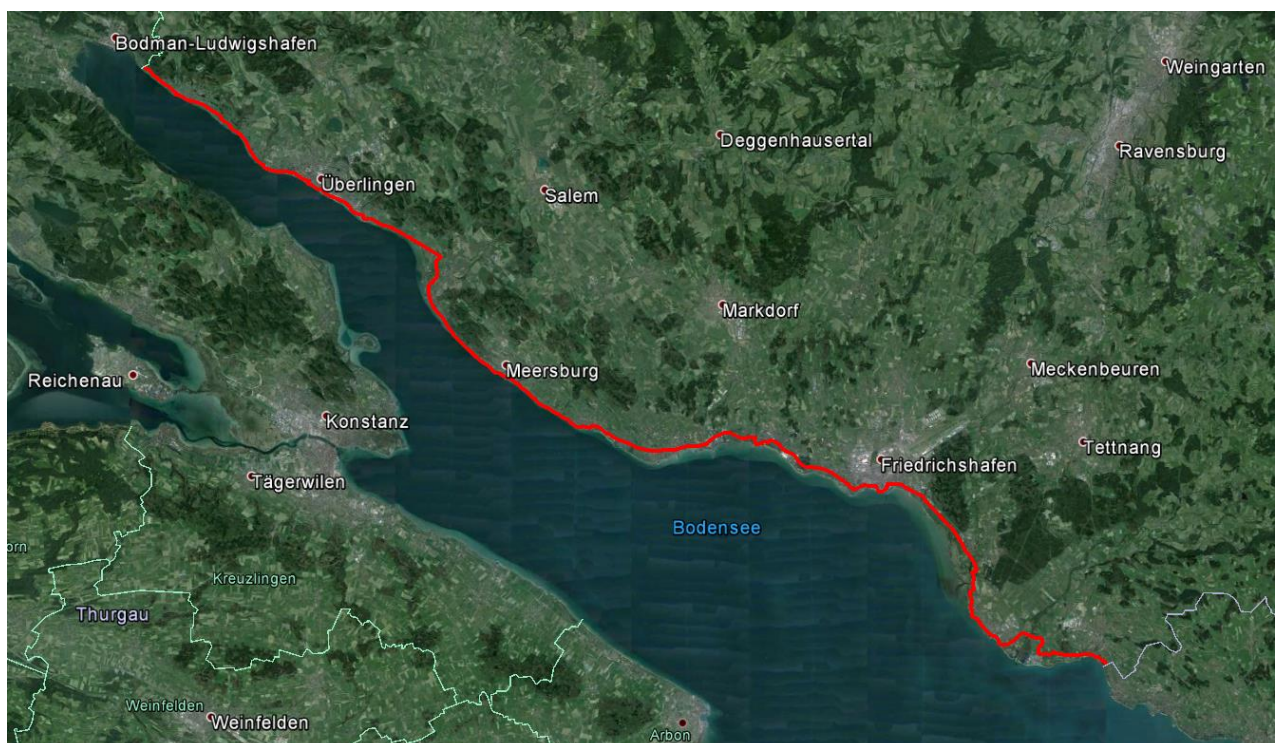 Bodman-Ludwigshafen
Weingarten
Deggenhausertal
Ravensburg
Überlingen
Salem
Markdorf
Meersburg
Meckenbeuren
Reichenau
Konstanz
Tettnang
Friedrichshafen
Tägerwilen
Bodensee
orn
Kreuzlingen
Thurgau
Weinfelden
Weinfelden
Arbon